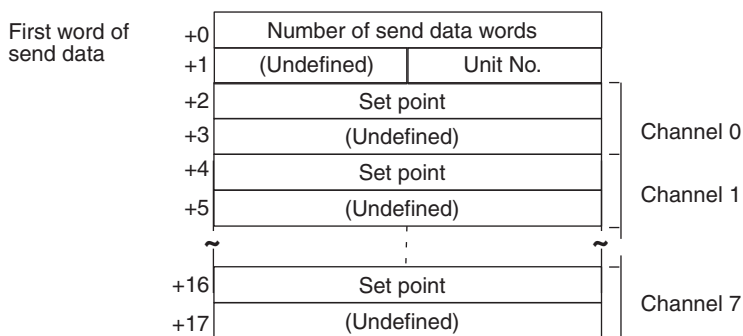 First word of
send data
+0 Number of send data words
+1 (Undefined) Unit No.
+2 Set point
+3 (Undefined)
Channel 0
+4 Set point
+5 (Undefined)
Channel 1
~ ~
+16 Set point
+17 (Undefined)
Channel 7